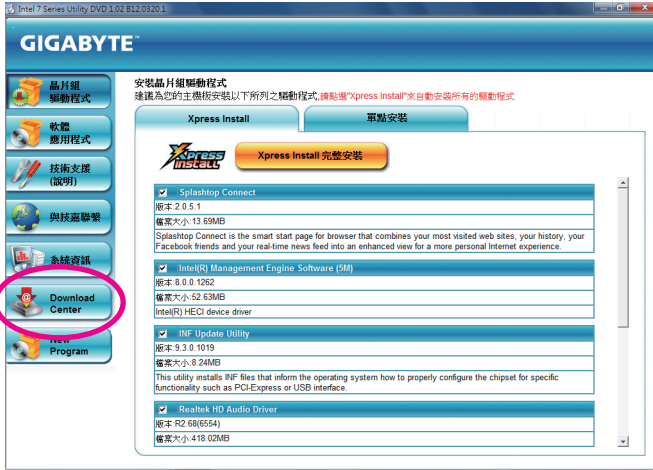 Intel 7 Series Utility DVD 1.02 B12.0320.1
GIGABYTE™
晶片組
驅動程式
軟體
應用程式
技術支援
(說明)
與技嘉聯繫
系統資訊
Download
Center
New
Program
安裝晶片組驅動程式
建議為您的主機板安裝以下所列之驅動程式;請點選"Xpress Install"來自動安裝所有的驅動程式
Xpress Install
單點安裝
Xpress
INSTALL
Xpress Install 完整安裝
Splashtop Connect
版本:2.0.5.1
檔案大小:13.69MB
Splashtop Connect is the smart start page for browser that combines your most visited web sites, your history, your
Facebook friends and your real-time news feed into an enhanced view for a more personal Internet experience.
Intel(R) Management Engine Software (5M)
版本:8.0.0.1262
檔案大小:52.63MB
Intel(R) HECI device driver
INF Update Utility
版本:9.3.0.1019
檔案大小:8.24MB
This utility installs INF files that inform the operating system how to properly configure the chipset for specific
functionality such as PCI-Express or USB interface.
Realtek HD Audio Driver
版本:R2.68(6554)
檔案大小:418.02MB